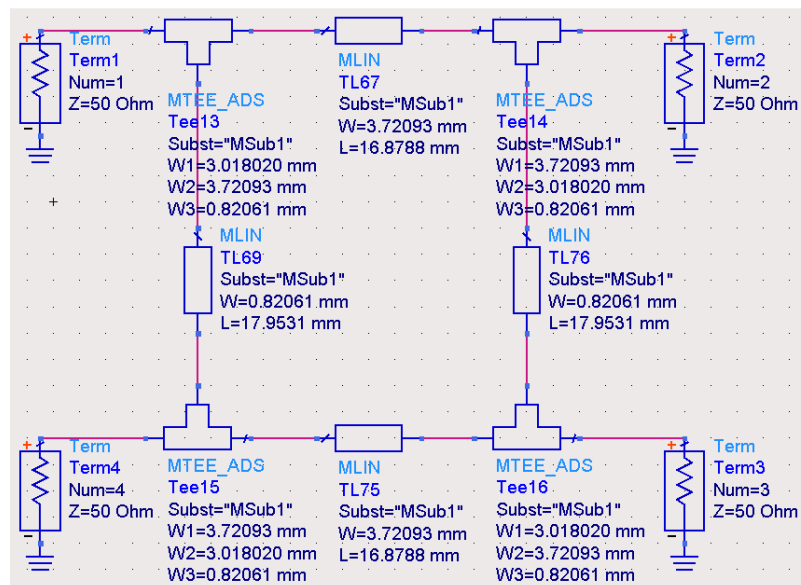 +
Term
Term1
Num=1
Z=50 Ohm
-
MTEE_ADS
Tee13
Subst="MSub1"
W1=3.018020 mm
W2=3.72093 mm
W3=0.82061 mm
MLIN
TL67
Subst="MSub1"
W=3.72093 mm
L=16.8788 mm
MTEE_ADS
Tee14
Subst="MSub1"
W1=3.72093 mm
W2=3.018020 mm
W3=0.82061 mm
+
Term
Term2
Num=2
Z=50 Ohm
-
MLIN
TL69
Subst="MSub1"
W=0.82061 mm
L=17.9531 mm
MLIN
TL76
Subst="MSub1"
W=0.82061 mm
L=17.9531 mm
+
Term
Term4
Num=4
Z=50 Ohm
-
MTEE_ADS
Tee15
Subst="MSub1"
W1=3.72093 mm
W2=3.018020 mm
W3=0.82061 mm
MLIN
TL75
Subst="MSub1"
W=3.72093 mm
L=16.8788 mm
MTEE_ADS
Tee16
Subst="MSub1"
W1=3.018020 mm
W2=3.72093 mm
W3=0.82061 mm
+
Term
Term3
Num=3
Z=50 Ohm
-